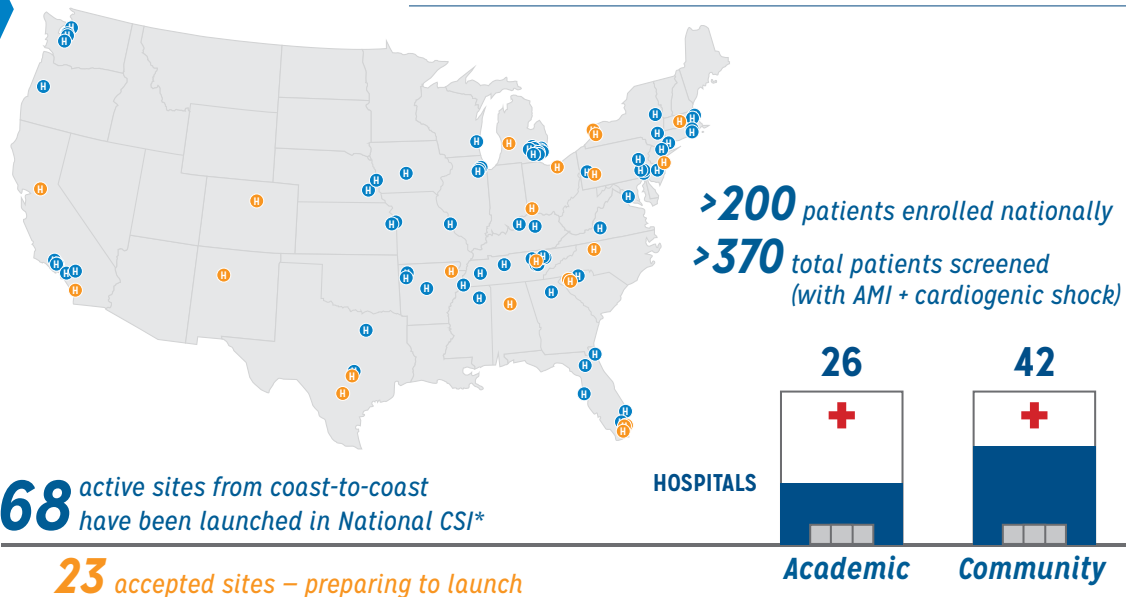 >200 patients enrolled nationally
>370 total patients screened
(with AMI + cardiogenic shock)
26
42
HOSPITALS
Academic
Community
68 active sites from coast-to-coast
have been launched in National CSI*
23 accepted sites – preparing to launch